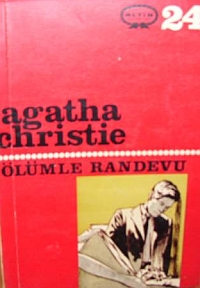 24
agatha
christie
ÖLÜMLE RANDEVU